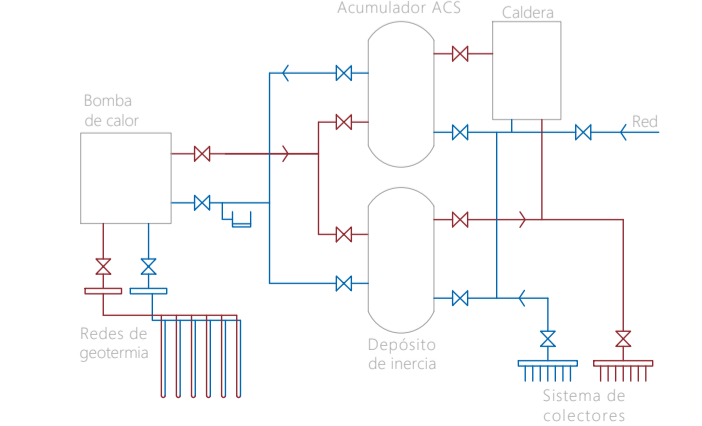 Acumulador ACS
Caldera
Bomba
de calor
Red
Redes de
geotermia
Depósito
de inercia
Sistema de
colectores